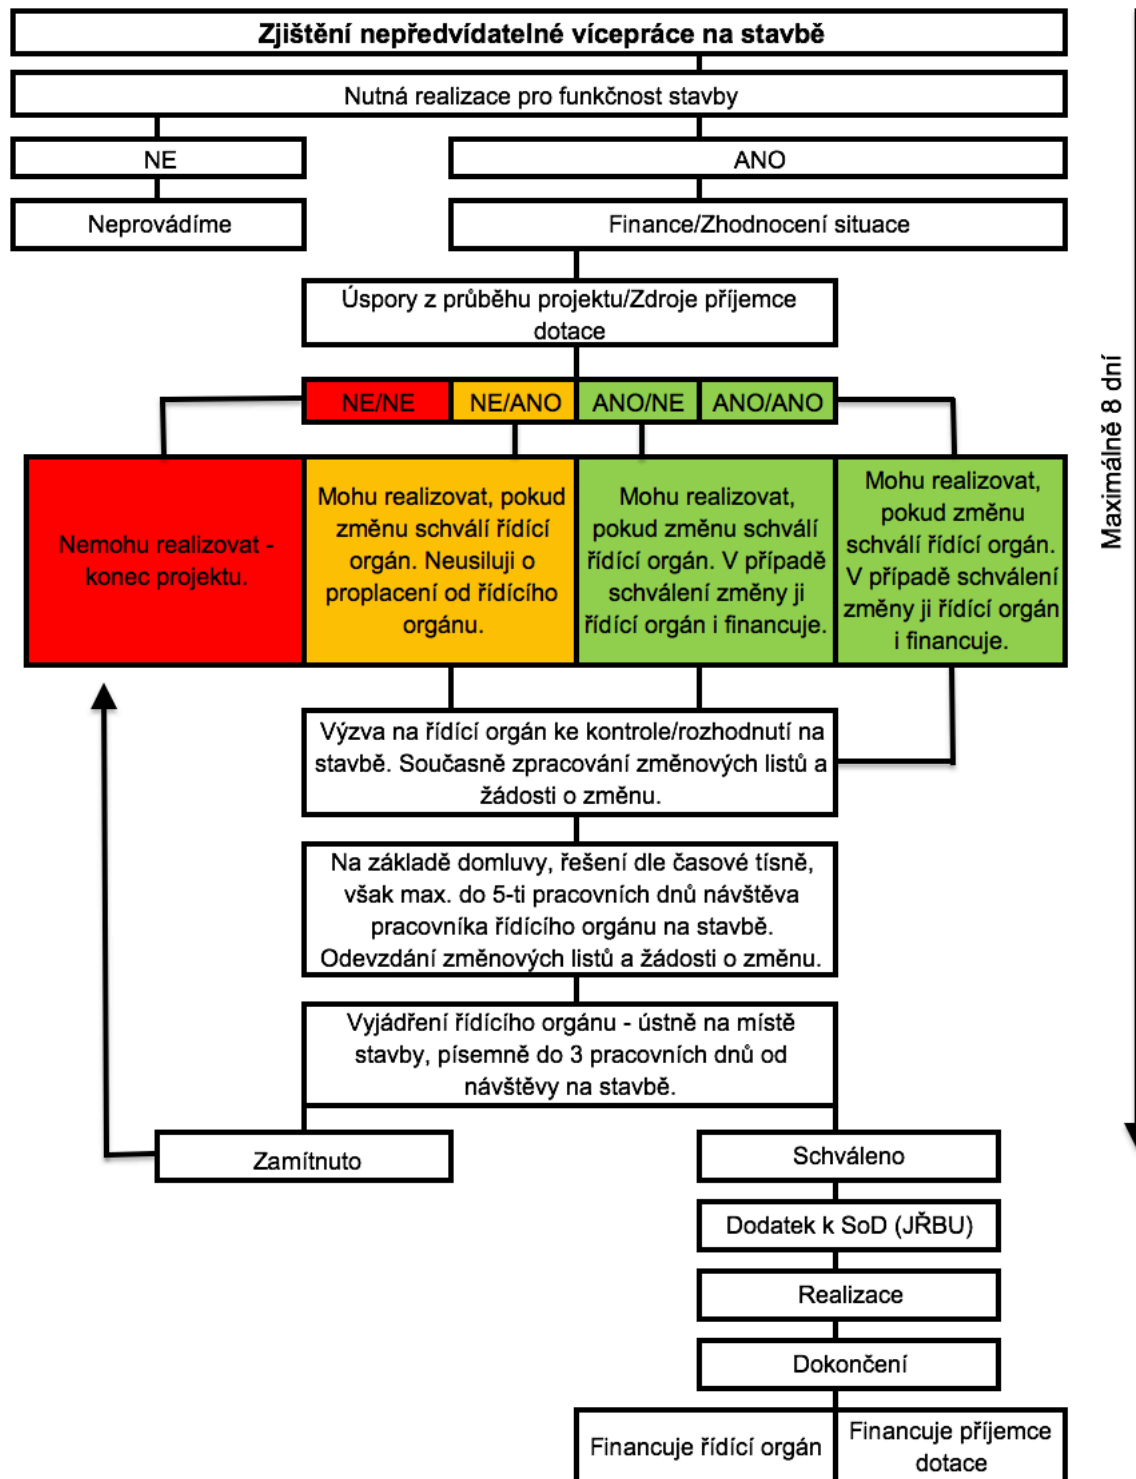 Zjištění nepředvídatelné vícepráce na stavbě
Nutná realizace pro funkčnost stavby
NE
ANO
Neprovádíme
Finance/Zhodnocení situace
Úspory z průběhu projektu/Zdroje příjemce
dotace
NE/NE
NE/ANO
ANO/NE
ANO/ANO
Nemohu realizovat -
konec projektu.
Mohu realizovat, pokud
změnu schválí řídící
orgán. Neusiluji o
proplacení od řídícího
orgánu.
Mohu realizovat,
pokud změnu schválí
řídící orgán. V případě
schválení změny ji
řídící orgán i financuje.
Mohu realizovat,
pokud změnu
schválí řídící orgán.
V případě schválení
změny ji řídící orgán
i financuje.
Výzva na řídící orgán ke kontrole/rozhodnutí na
stavbě. Současně zpracování změnových listů a
žádosti o změnu.
Na základě domluvy, řešení dle časové tísně,
však max. do 5-ti pracovních dnů návštěva
pracovníka řídícího orgánu na stavbě.
Odevzdání změnových listů a žádosti o změnu.
Vyjádření řídícího orgánu - ústně na místě
stavby, písemně do 3 pracovních dnů od
návštěvy na stavbě.
Zamítnuto
Schváleno
Dodatek k SoD (JŘBU)
Realizace
Dokončení
Financuje řídící orgán
Financuje příjemce
dotace
Maximálně 8 dní